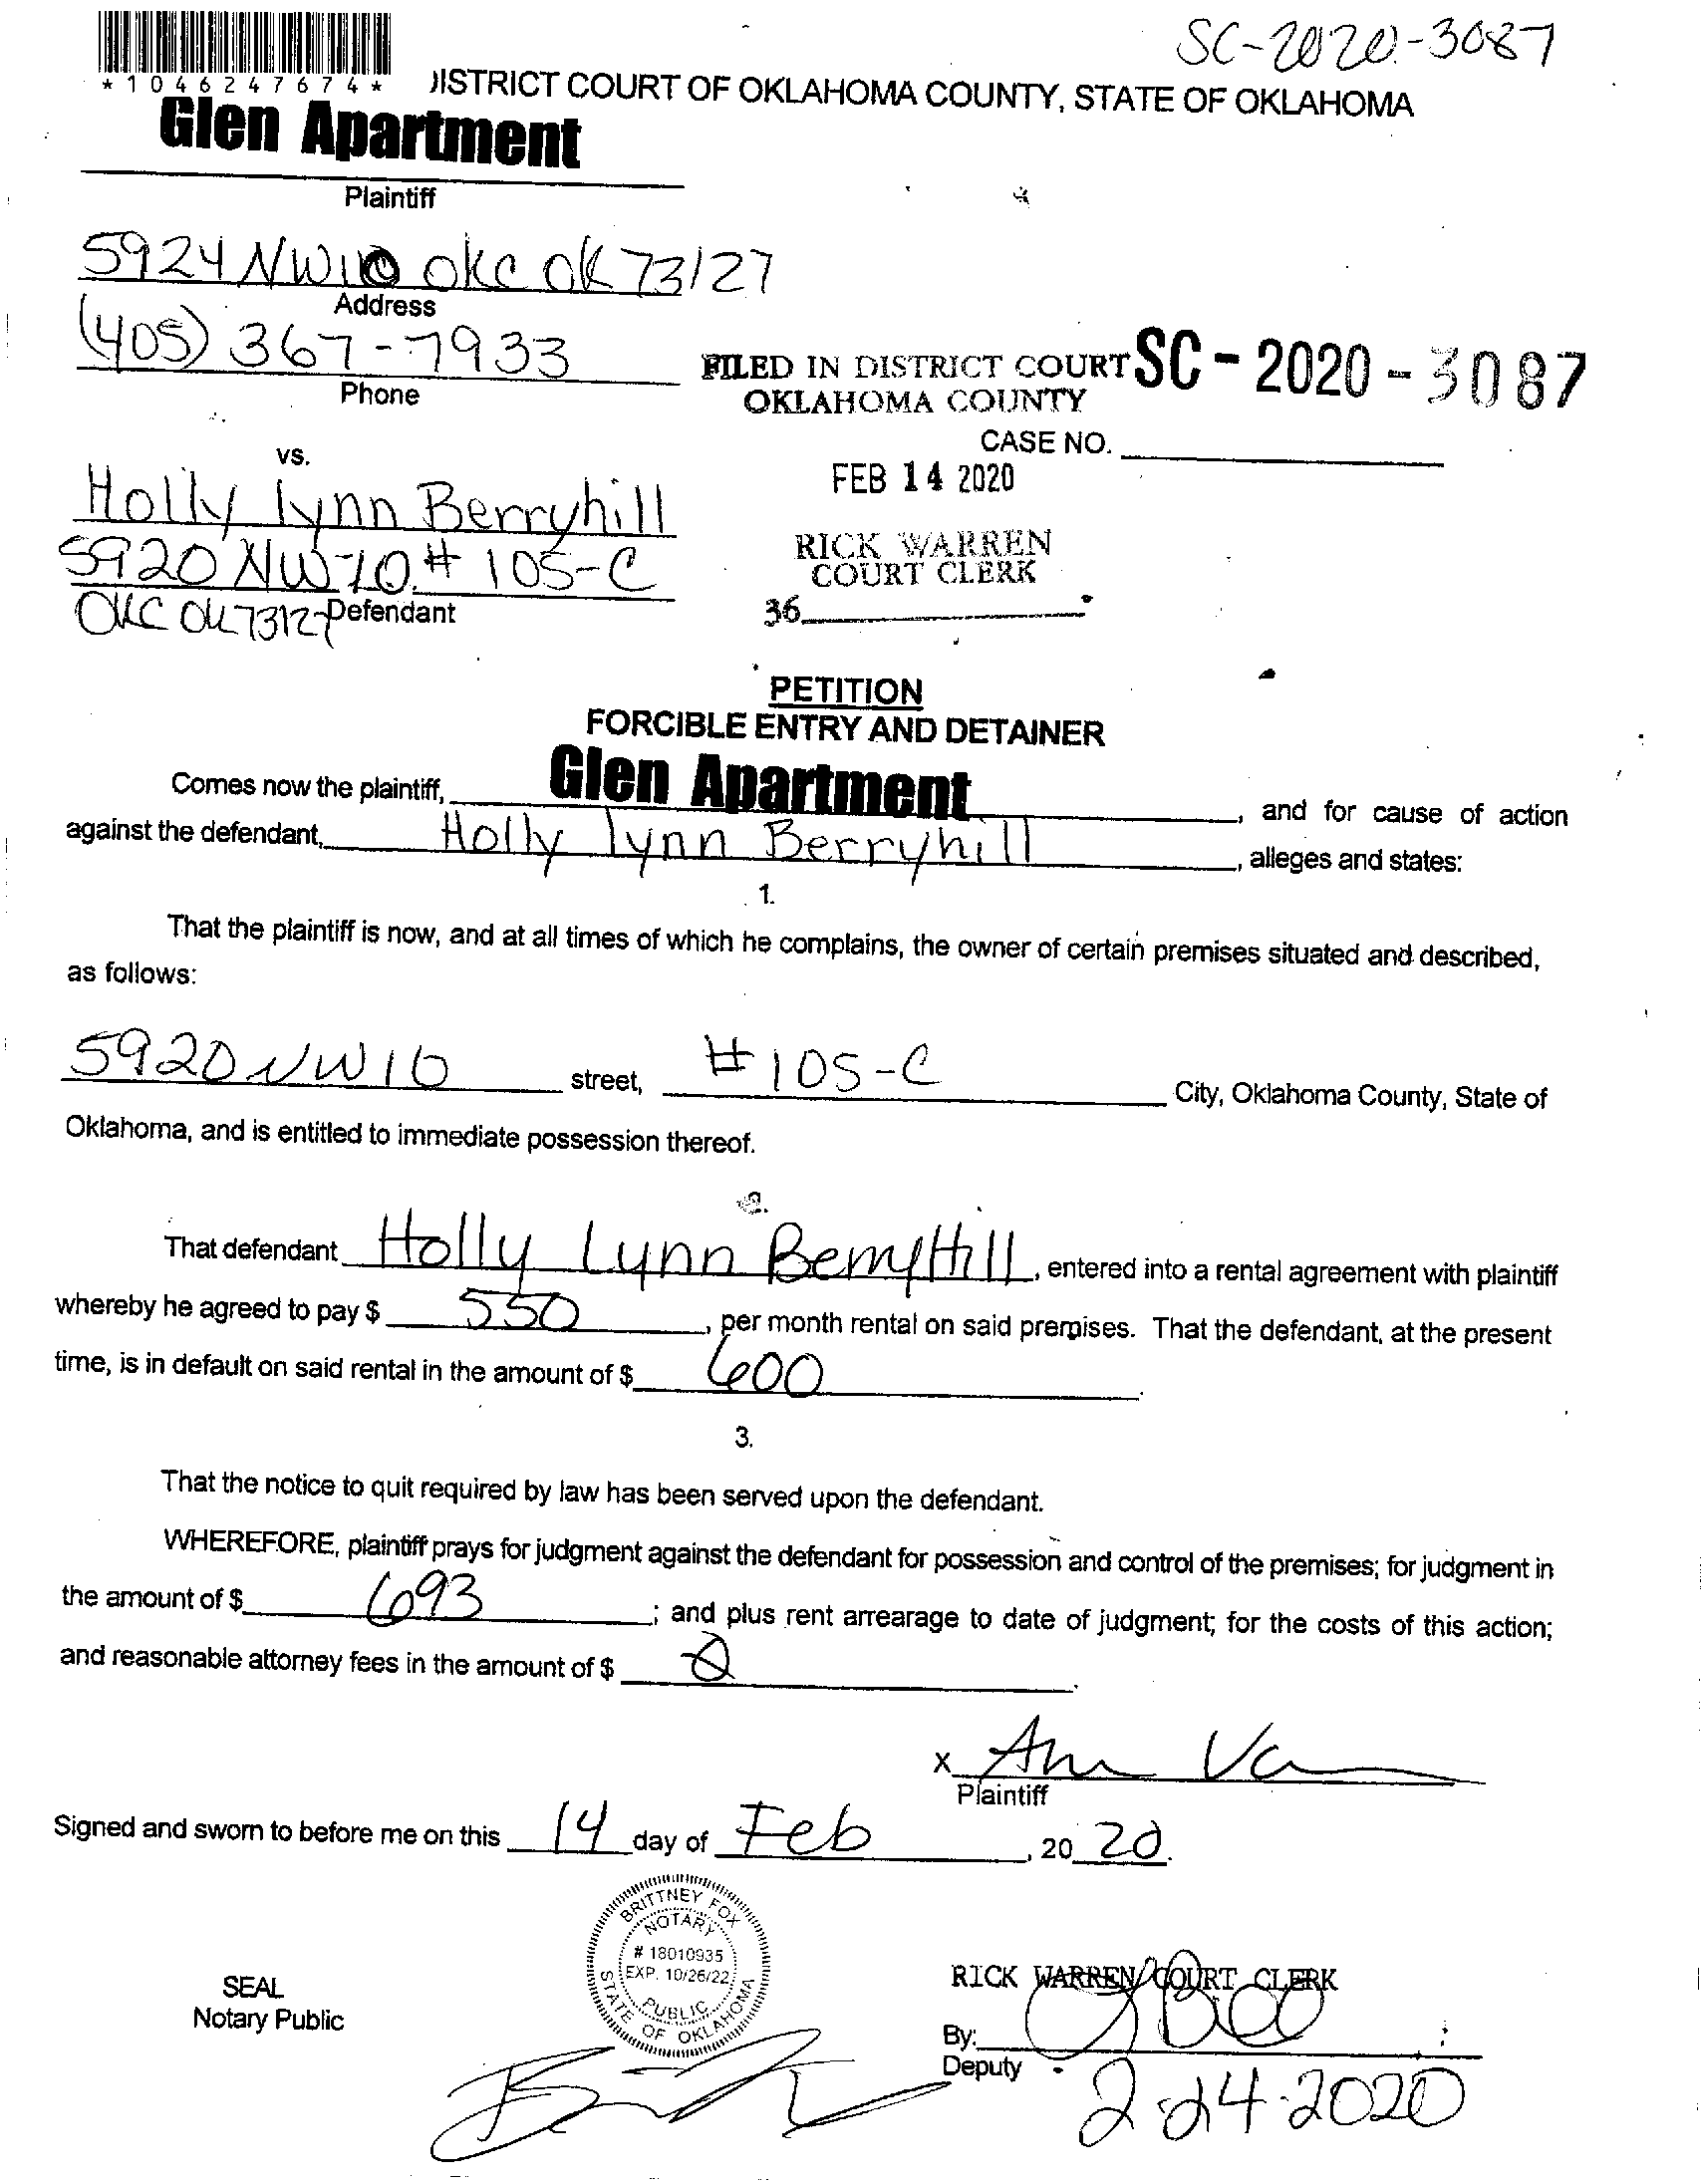 SC-2020-3087
*1046247674*
DISTRICT COURT OF OKLAHOMA COUNTY, STATE OF OKLAHOMA
Glen Apartment
Plaintiff
5924 NW10 OKC OK 73127
Address
(405) 367-7933
Phone
FILED IN DISTRICT COURT SC-2020-3087
OKLAHOMA COUNTY
CASE NO.
vs.
FEB 14 2020
Holly Lynn Berryhill
RICK WARREN
5920 NW 10 # 105-C
COURT CLERK
OKC OK 73127 Defendant
36
PETITION
FORCIBLE ENTRY AND DETAINER
Comes now the plaintiff, Glen Apartment, and for cause of action
against the defendant, Holly Lynn Berryhill, alleges and states:
1.
That the plaintiff is now, and at all times of which he complains, the owner of certain premises situated and described,
as follows:
5920 NW 10 street, #105-C City, Oklahoma County, State of
Oklahoma, and is entitled to immediate possession thereof.
2.
That defendant Holly Lynn BerryHill, entered into a rental agreement with plaintiff
whereby he agreed to pay $ 550, per month rental on said premises. That the defendant, at the present
time, is in default on said rental in the amount of $ 600.
3.
That the notice to quit required by law has been served upon the defendant.
WHEREFORE, plaintiff prays for judgment against the defendant for possession and control of the premises; for judgment in
the amount of $ 693; and plus rent arrearage to date of judgment; for the costs of this action;
and reasonable attorney fees in the amount of $ 0.
X
Plaintiff
Signed and sworn to before me on this 14 day of Feb, 2020.
BRITTNEY FOX
NOTARY
# 18010935
EXP. 10/26/22
PUBLIC
STATE OF OKLAHOMA
SEAL
Notary Public
RICK WARREN COURT CLERK
By:
Deputy
2-24-2020